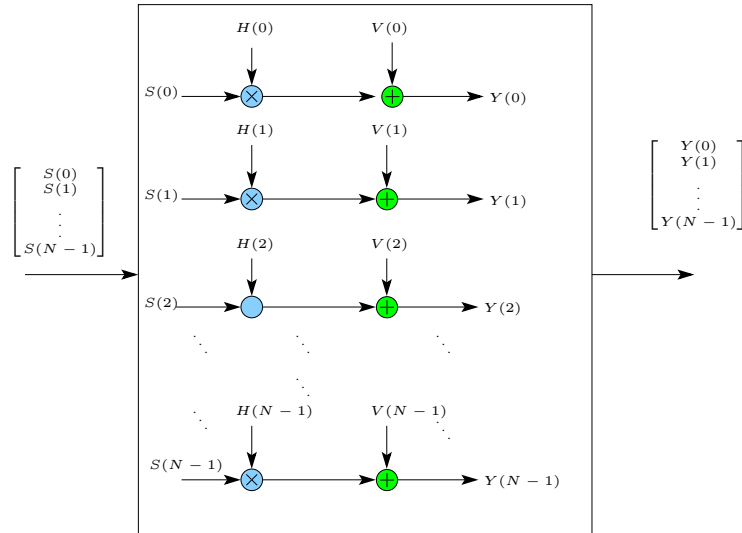 H(0) V(0)
S(0) × + Y(0)
H(1) V(1)
S(1) × + Y(1)
H(2) V(2)
S(2) + Y(2)
H(N − 1) V(N − 1)
S(N − 1) × + Y(N − 1)
S(0)
S(1)
.
.
.
S(N − 1)
Y(0)
Y(1)
.
.
.
Y(N − 1)